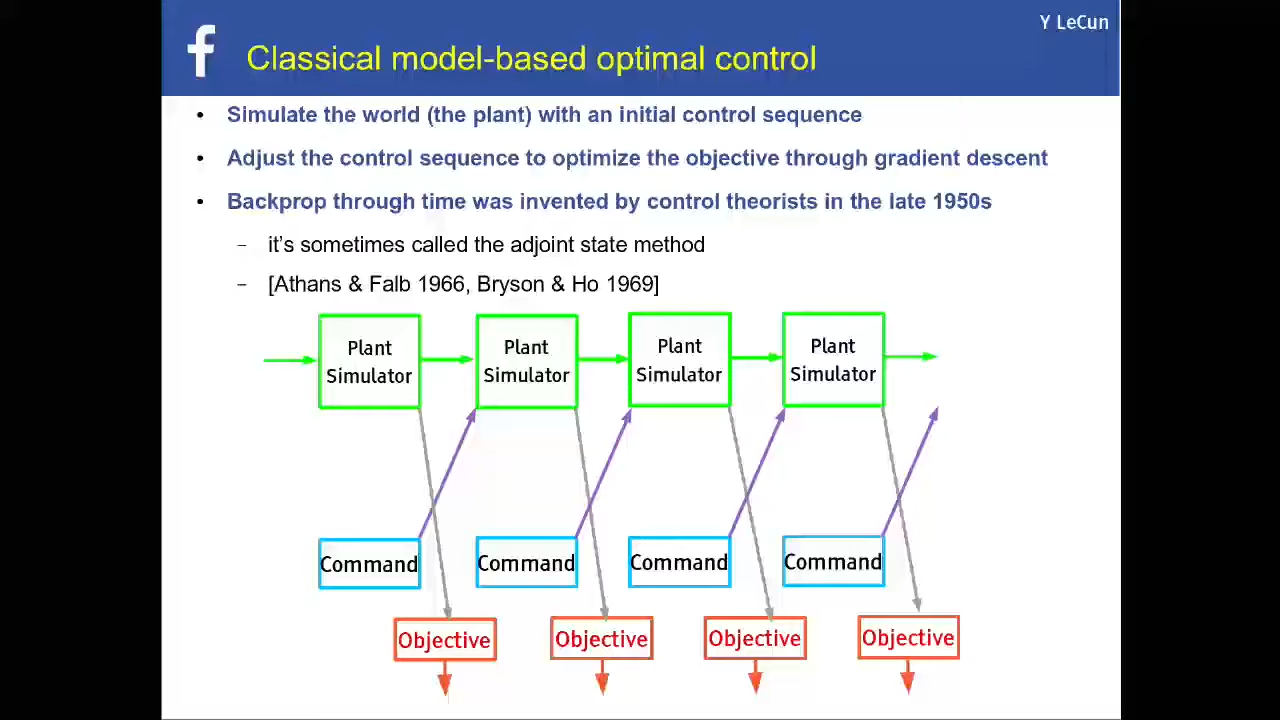 Y LeCun
f
Classical model-based optimal control
• Simulate the world (the plant) with an initial control sequence
• Adjust the control sequence to optimize the objective through gradient descent
• Backprop through time was invented by control theorists in the late 1950s
– it's sometimes called the adjoint state method
– [Athans & Falb 1966, Bryson & Ho 1969]
Plant Plant Plant Plant
Simulator Simulator Simulator Simulator
Command Command Command Command
Objective Objective Objective Objective